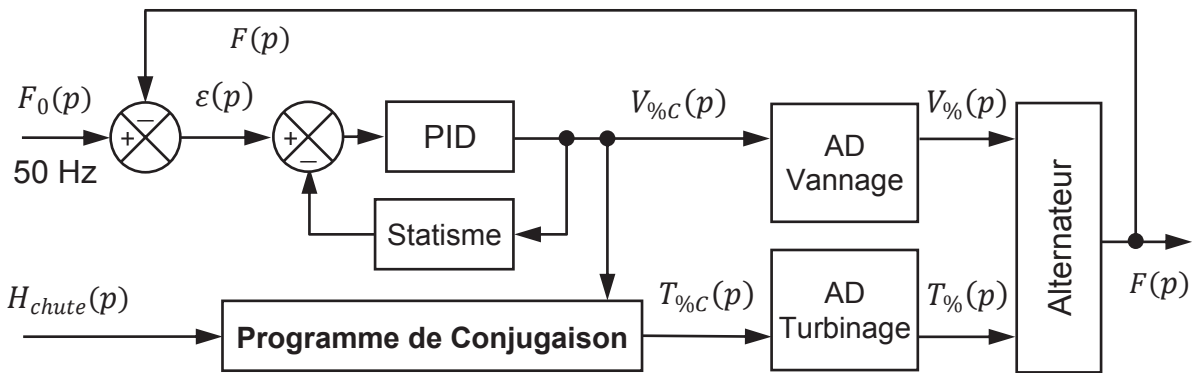 F(p)
F₀(p)
ε(p)
V%C(p)
V%(p)
+
−
+
−
PID
AD
Vannage
50 Hz
Statisme
Alternateur
H_chute(p)
T%C(p)
AD
Turbinage
T%(p)
F(p)
Programme de Conjugaison